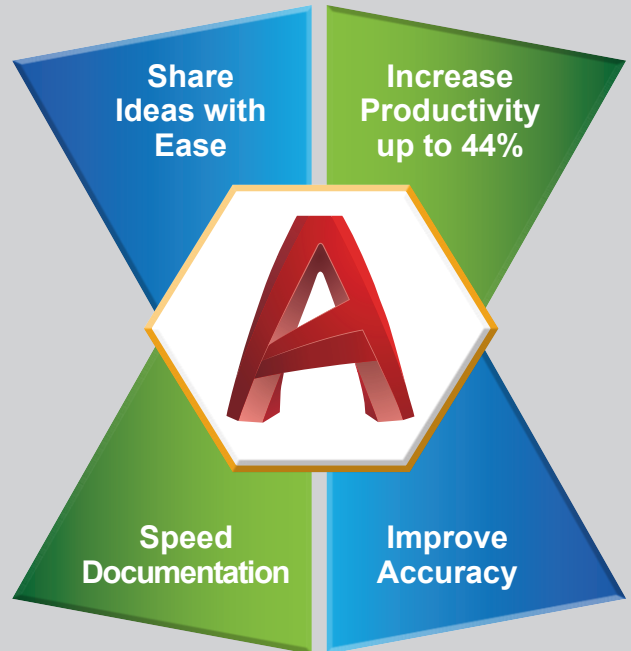 Share
Ideas with
Ease
Increase
Productivity
up to 44%
Speed
Documentation
Improve
Accuracy